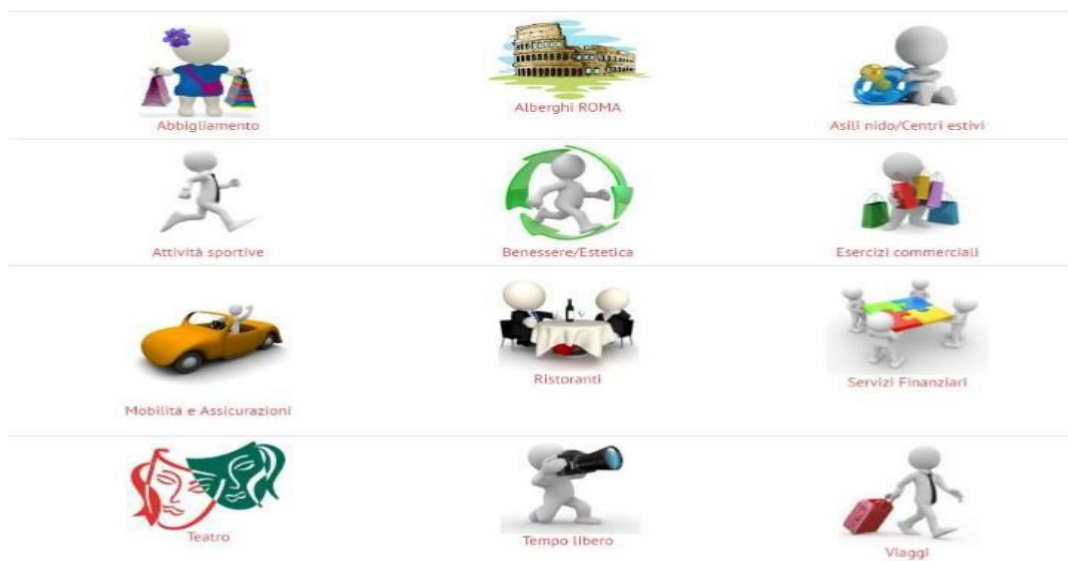 Abbigliamento
Alberghi ROMA
Asili nido/Centri estivi
Attività sportive
Benessere/Estetica
Esercizi commerciali
Mobilità e Assicurazioni
Ristoranti
Servizi Finanziari
Teatro
Tempo libero
Viaggi